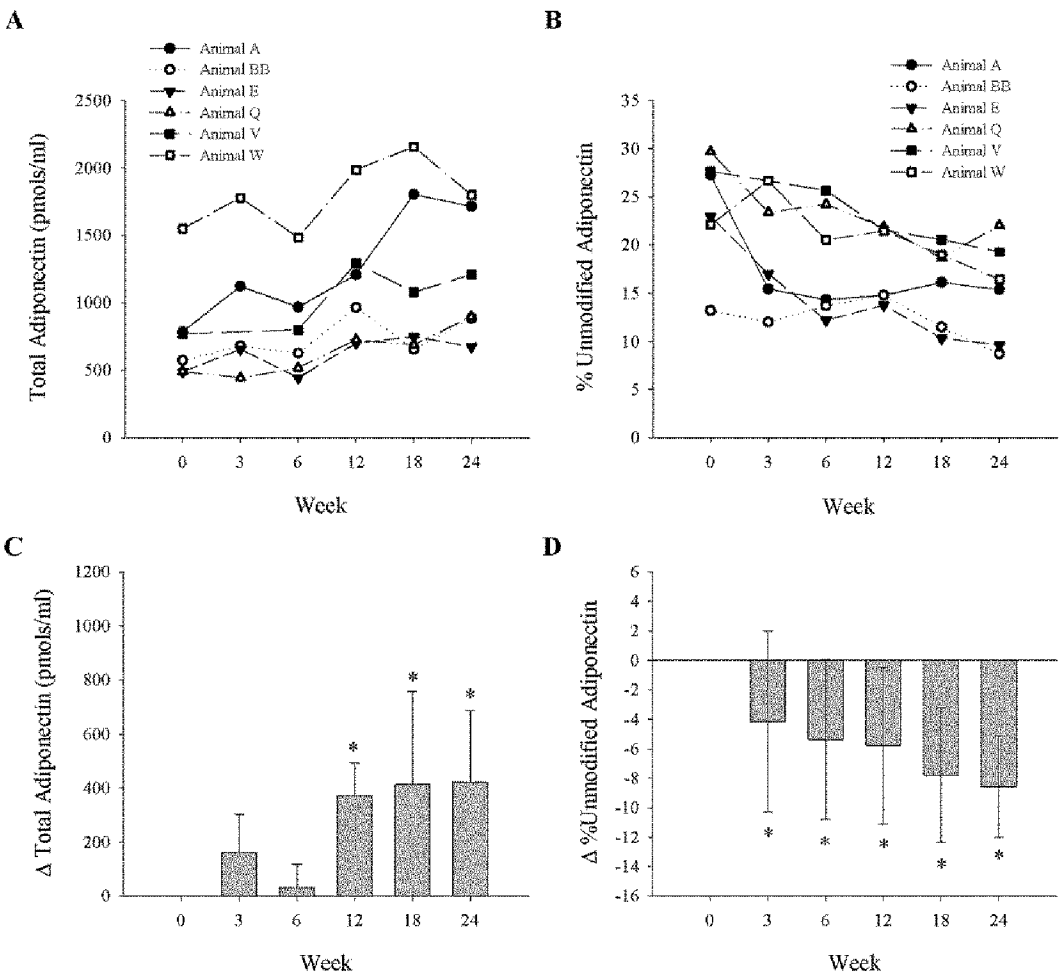 A
Animal A
Animal BB
Animal E
Animal Q
Animal V
Animal W
Total Adiponectin (pmols/ml)
2500
2000
1500
1000
500
0
0 3 6 12 18 24
Week
B
Animal A
Animal BB
Animal E
Animal Q
Animal V
Animal W
% Unmodified Adiponectin
35
30
25
20
15
10
5
0
0 3 6 12 18 24
Week
C
Δ Total Adiponectin (pmols/ml)
1200
1000
800
600
400
200
0
* * *
0 3 6 12 18 24
Week
D
Δ %Unmodified Adiponectin
6
4
2
0
-2
-4
-6
-8
-10
-12
-14
-16
* * * * *
0 3 6 12 18 24
Week